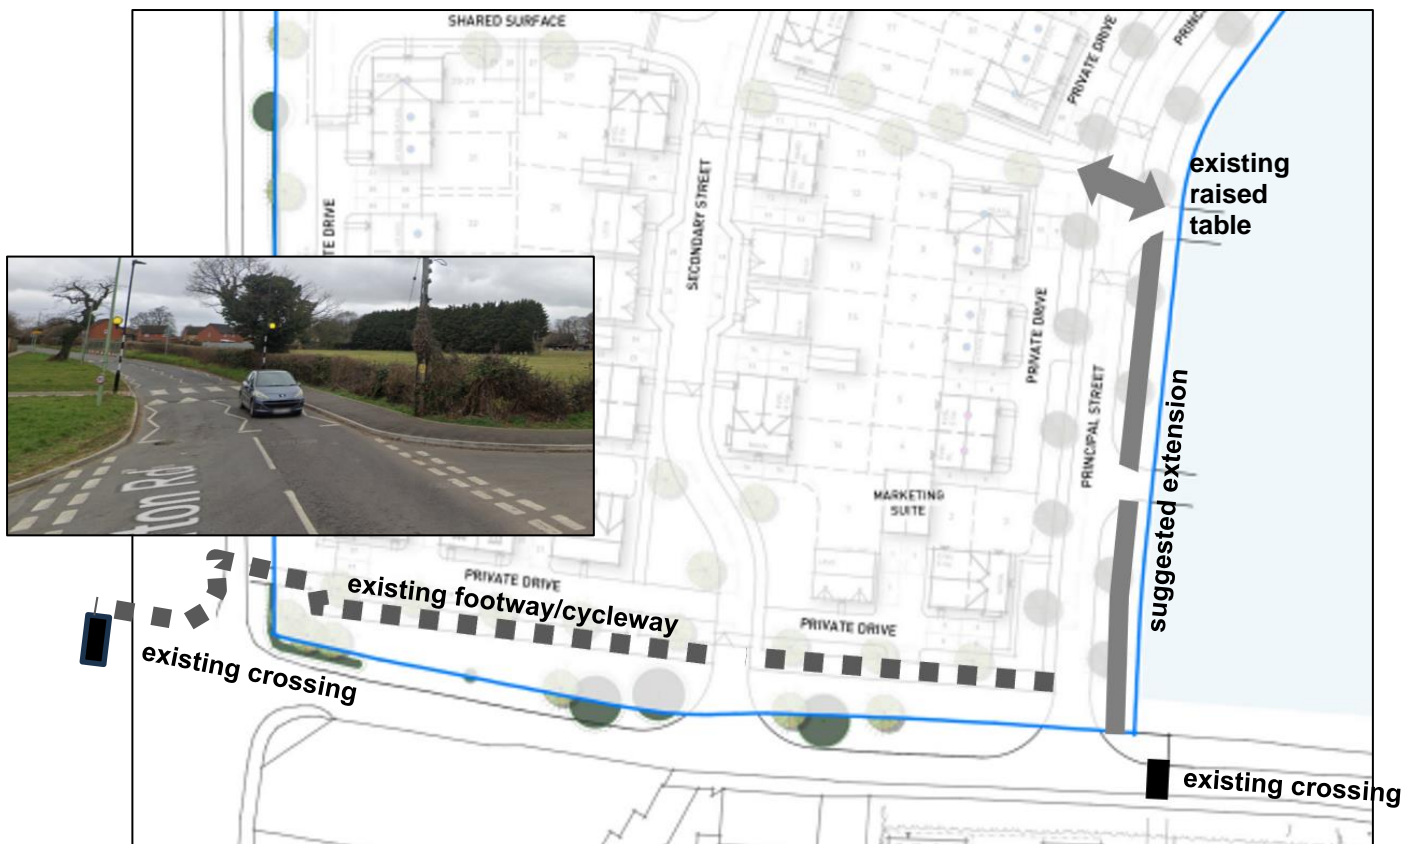 SHARED SURFACE
PRIVATE DRIVE
PRINC
existing
raised
table
SECONDARY STREET
TE DRIVE
PRIVATE DRIVE
PRINCIPAL STREET
suggested extension
MARKETING
SUITE
ton Rd
PRIVATE DRIVE
existing footway/cycleway
PRIVATE DRIVE
existing crossing
existing crossing